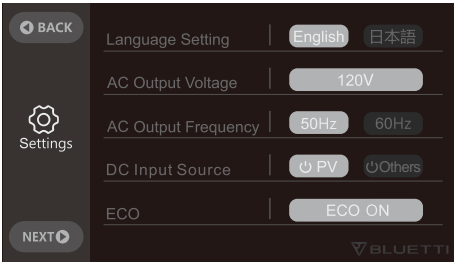 BACK
Language Setting English 日本語
AC Output Voltage 120V
Settings
AC Output Frequency 50Hz 60Hz
DC Input Source PV Others
ECO ECO ON
NEXT
BLUETTI